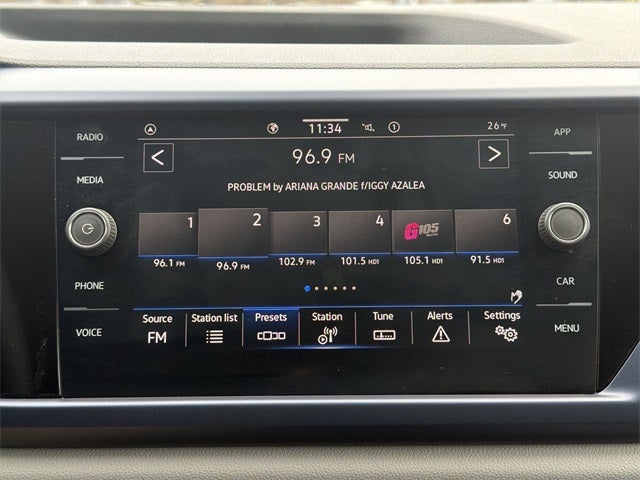 RADIO
MEDIA
PHONE
VOICE
11:34
1
26°F
96.9 FM
PROBLEM by ARIANA GRANDE f/IGGY AZALEA
1 2 3 4 G105 6
96.1 FM 96.9 FM 102.9 FM 101.5 HD1 105.1 HD1 91.5 HD1
Source Station list Presets Station Tune Alerts Settings
FM
APP
SOUND
CAR
MENU